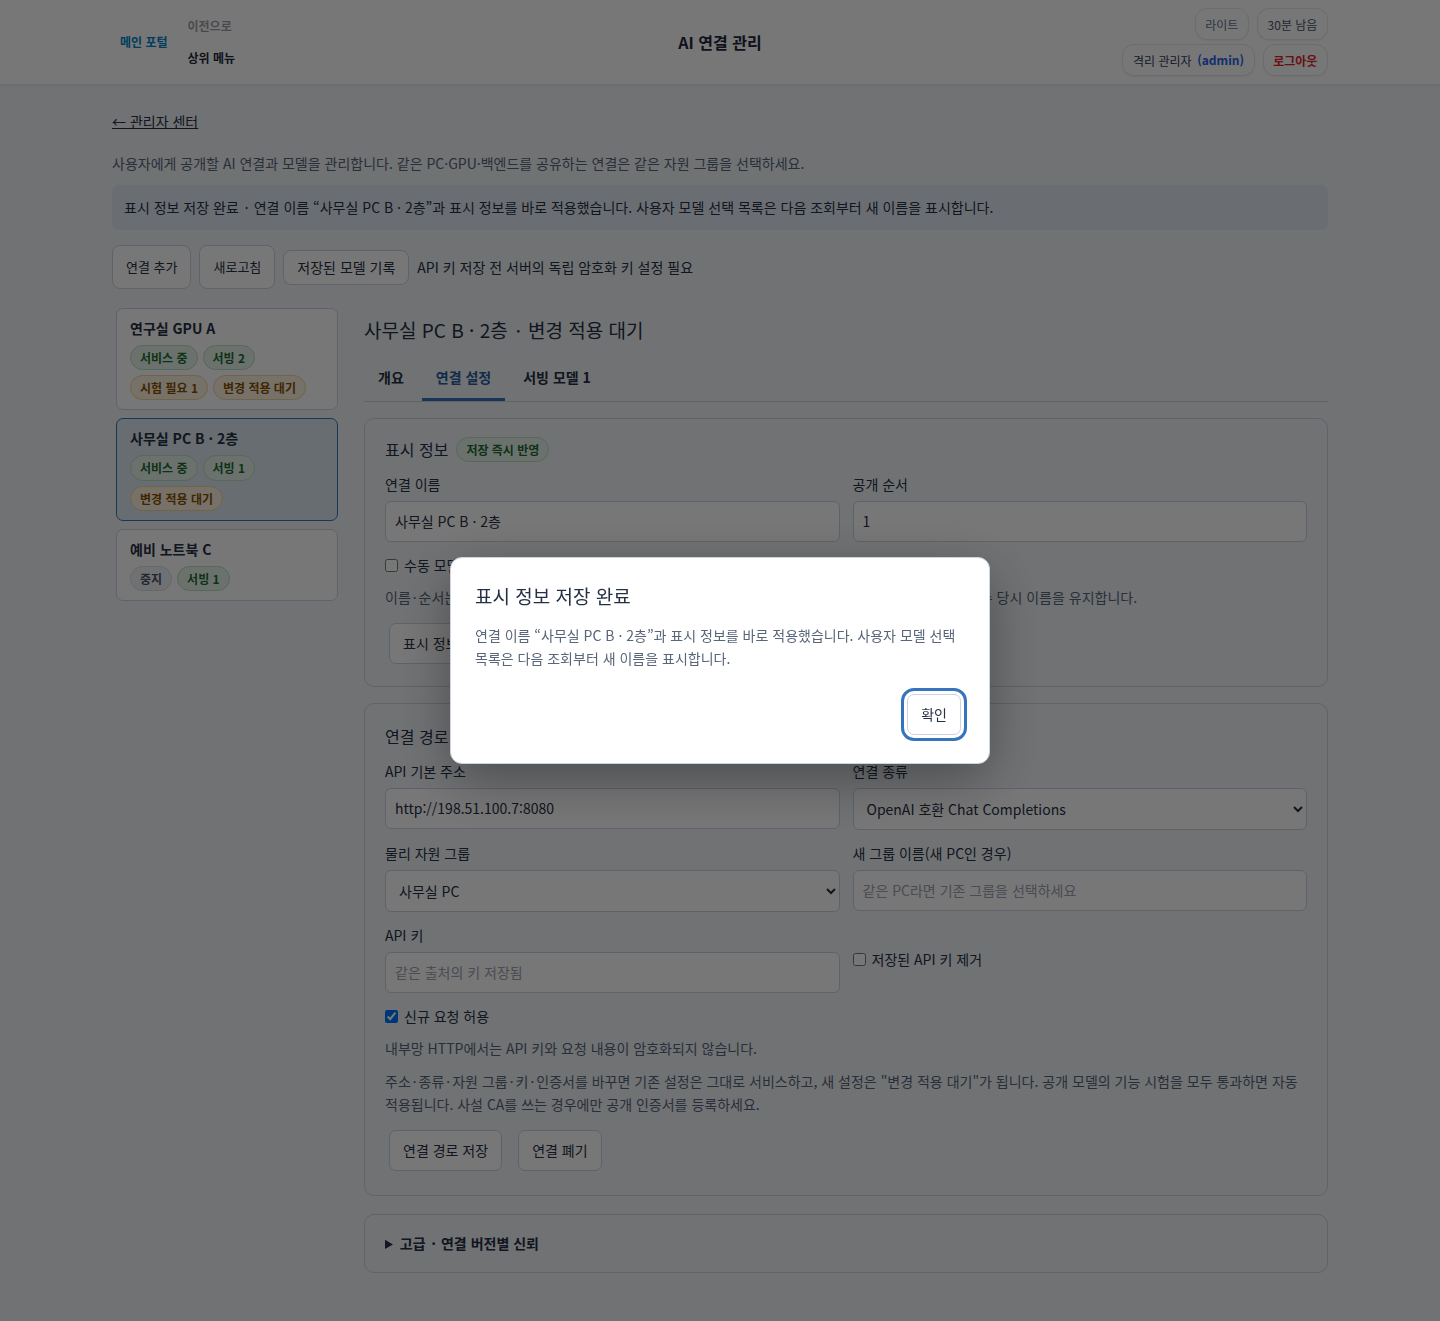 메인 포털
이전으로
상위 메뉴
AI 연결 관리
라이트
30분 남음
격리 관리자 (admin)
로그아웃
← 관리자 센터
사용자에게 공개할 AI 연결과 모델을 관리합니다. 같은 PC·GPU·백엔드를 공유하는 연결은 같은 자원 그룹을 선택하세요.
표시 정보 저장 완료 · 연결 이름 “사무실 PC B · 2층”과 표시 정보를 바로 적용했습니다. 사용자 모델 선택 목록은 다음 조회부터 새 이름을 표시합니다.
연결 추가
새로고침
저장된 모델 기록
API 키 저장 전 서버의 독립 암호화 키 설정 필요
연구실 GPU A
서비스 중
서빙 2
시험 필요 1
변경 적용 대기
사무실 PC B · 2층
서비스 중
서빙 1
변경 적용 대기
예비 노트북 C
중지
서빙 1
사무실 PC B · 2층 · 변경 적용 대기
개요
연결 설정
서빙 모델 1
표시 정보
저장 즉시 반영
연결 이름
공개 순서
사무실 PC B · 2층
1
수동 모
이름·순서는
당시 이름을 유지합니다.
표시 정
표시 정보 저장 완료
연결 이름 “사무실 PC B · 2층”과 표시 정보를 바로 적용했습니다. 사용자 모델 선택
목록은 다음 조회부터 새 이름을 표시합니다.
확인
연결 경로
API 기본 주소
연결 종류
http://198.51.100.7:8080
OpenAI 호환 Chat Completions
물리 자원 그룹
새 그룹 이름(새 PC인 경우)
사무실 PC
같은 PC라면 기존 그룹을 선택하세요
API 키
같은 출처의 키 저장됨
저장된 API 키 제거
신규 요청 허용
내부망 HTTP에서는 API 키와 요청 내용이 암호화되지 않습니다.
주소·종류·자원 그룹·키·인증서를 바꾸면 기존 설정은 그대로 서비스하고, 새 설정은 "변경 적용 대기"가 됩니다. 공개 모델의 기능 시험을 모두 통과하면 자동
적용됩니다. 사설 CA를 쓰는 경우에만 공개 인증서를 등록하세요.
연결 경로 저장
연결 폐기
▶ 고급 · 연결 버전별 신뢰